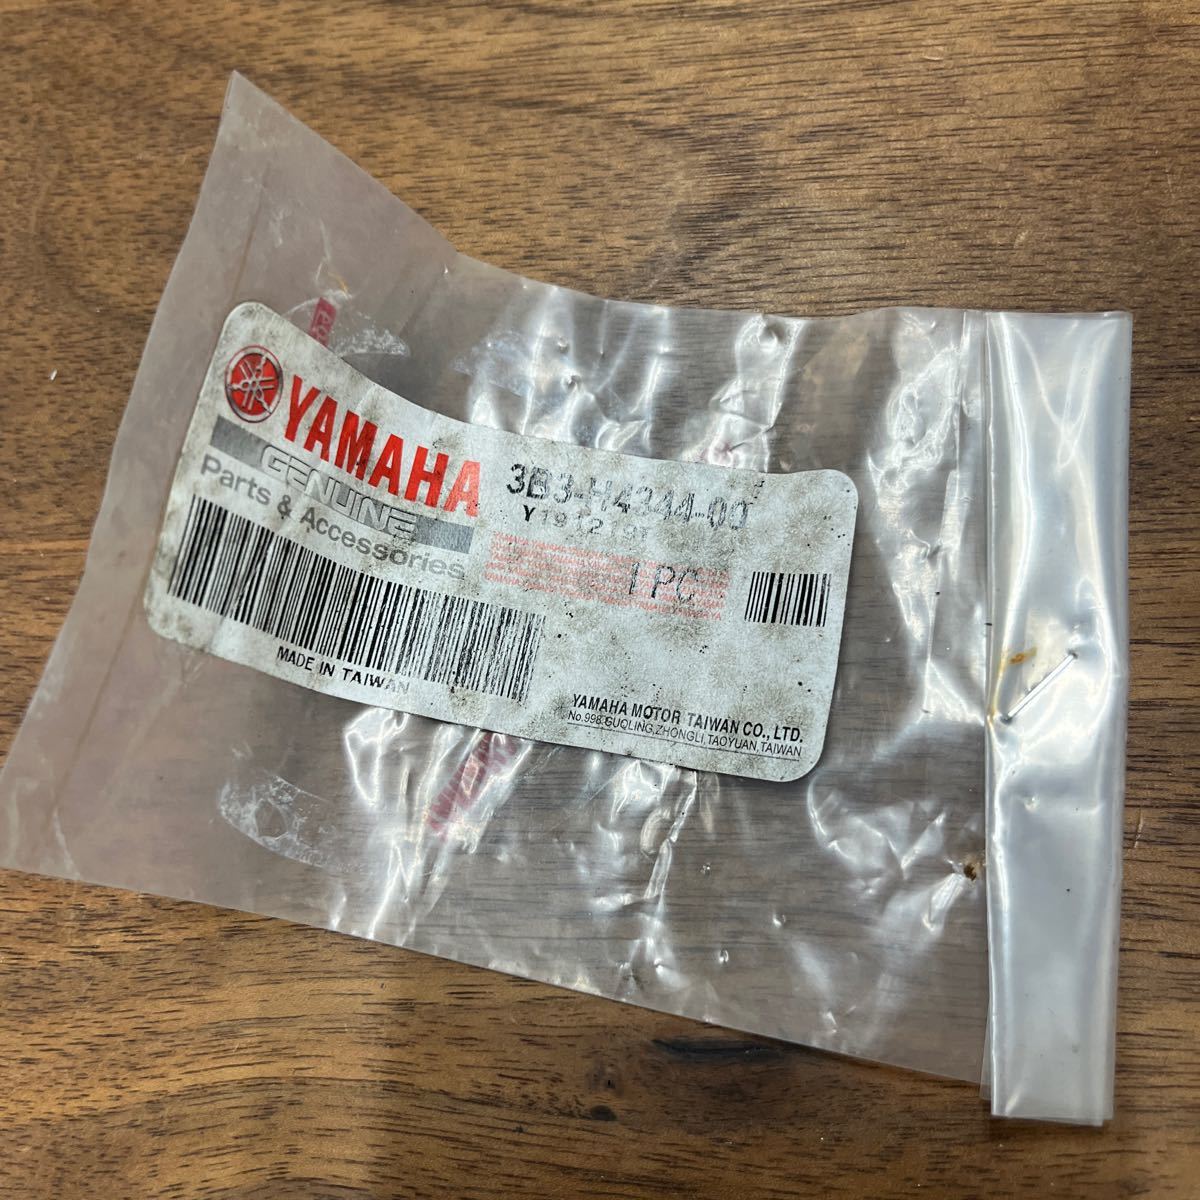 YAMAHA
GENUINE
Parts & Accessories
3B3-H4344-00
1 PC
MADE IN TAIWAN
YAMAHA MOTOR TAIWAN CO., LTD.
No.998.GUOLING,ZHONGLI,TAOYUAN,TAIWAN